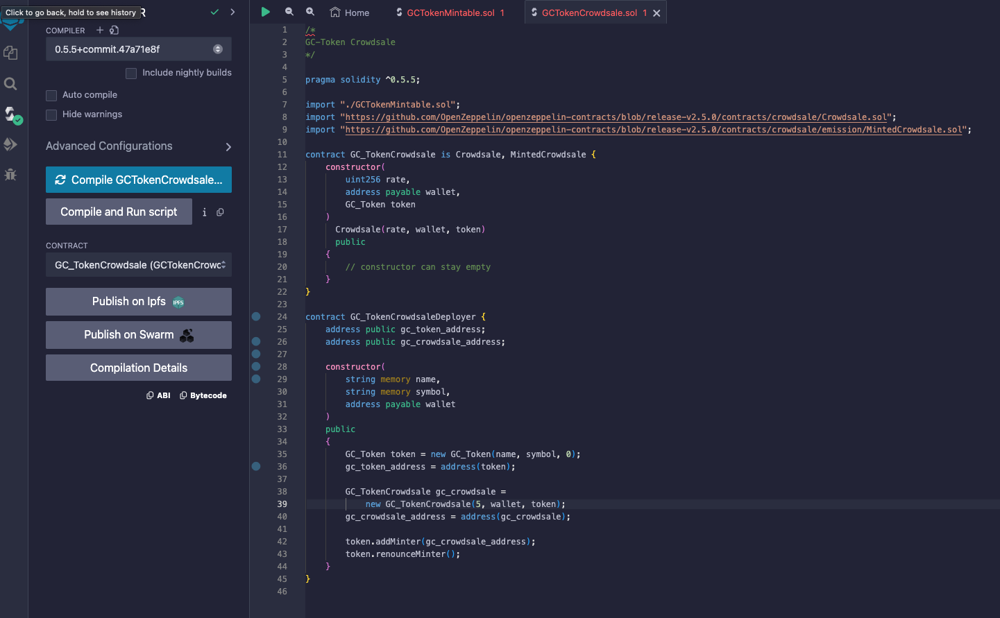 Click to go back, hold to see history
R
COMPILER
0.5.5+commit.47a71e8f
Include nightly builds
Auto compile
Hide warnings
Advanced Configurations
Compile GCTokenCrowdsale...
Compile and Run script
i
CONTRACT
GC_TokenCrowdsale (GCTokenCrowc
Publish on Ipfs IPFS
Publish on Swarm
Compilation Details
ABI Bytecode
Home
GCTokenMintable.sol 1
GCTokenCrowdsale.sol 1
1 /*
2 GC-Token Crowdsale
3 */
4
5 pragma solidity ^0.5.5;
6
7 import "./GCTokenMintable.sol";
8 import "https://github.com/OpenZeppelin/openzeppelin-contracts/blob/release-v2.5.0/contracts/crowdsale/Crowdsale.sol";
9 import "https://github.com/OpenZeppelin/openzeppelin-contracts/blob/release-v2.5.0/contracts/crowdsale/emission/MintedCrowdsale.sol";
10
11 contract GC_TokenCrowdsale is Crowdsale, MintedCrowdsale {
12 constructor(
13 uint256 rate,
14 address payable wallet,
15 GC_Token token
16 )
17 Crowdsale(rate, wallet, token)
18 public
19 {
20 // constructor can stay empty
21 }
22 }
23
24 contract GC_TokenCrowdsaleDeployer {
25 address public gc_token_address;
26 address public gc_crowdsale_address;
27
28 constructor(
29 string memory name,
30 string memory symbol,
31 address payable wallet
32 )
33 public
34 {
35 GC_Token token = new GC_Token(name, symbol, 0);
36 gc_token_address = address(token);
37
38 GC_TokenCrowdsale gc_crowdsale =
39 new GC_TokenCrowdsale(5, wallet, token);
40 gc_crowdsale_address = address(gc_crowdsale);
41
42 token.addMinter(gc_crowdsale_address);
43 token.renounceMinter();
44 }
45 }
46